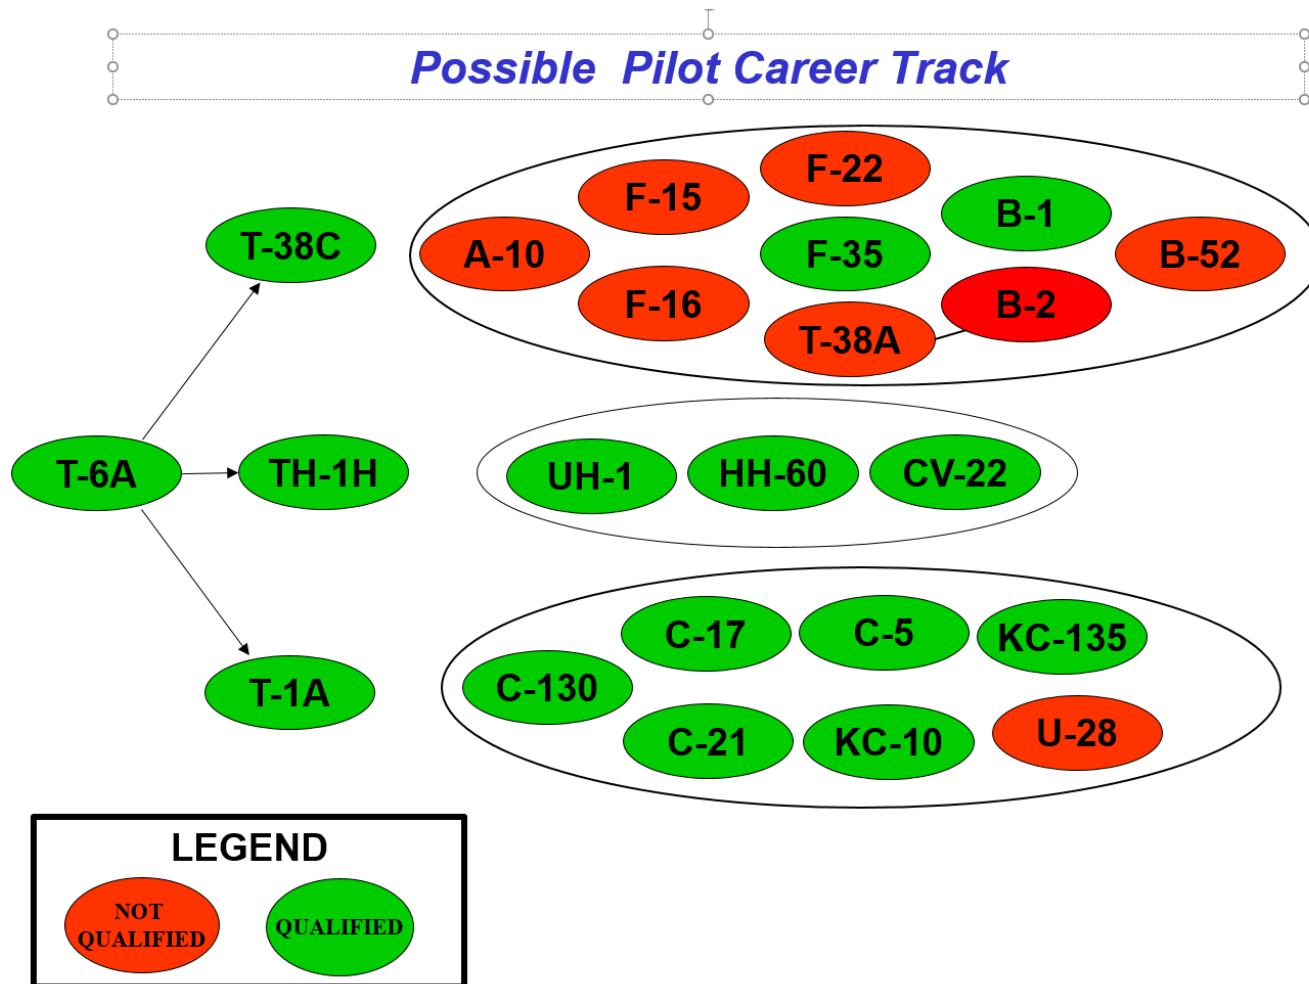 Possible  Pilot Career Track
F-22
F-15
B-1
T-38C
A-10
F-35
B-52
F-16
B-2
T-38A
T-6A
TH-1H
UH-1
HH-60
CV-22
C-17
C-5
KC-135
C-130
T-1A
C-21
KC-10
U-28
LEGEND
NOT
QUALIFIED
QUALIFIED